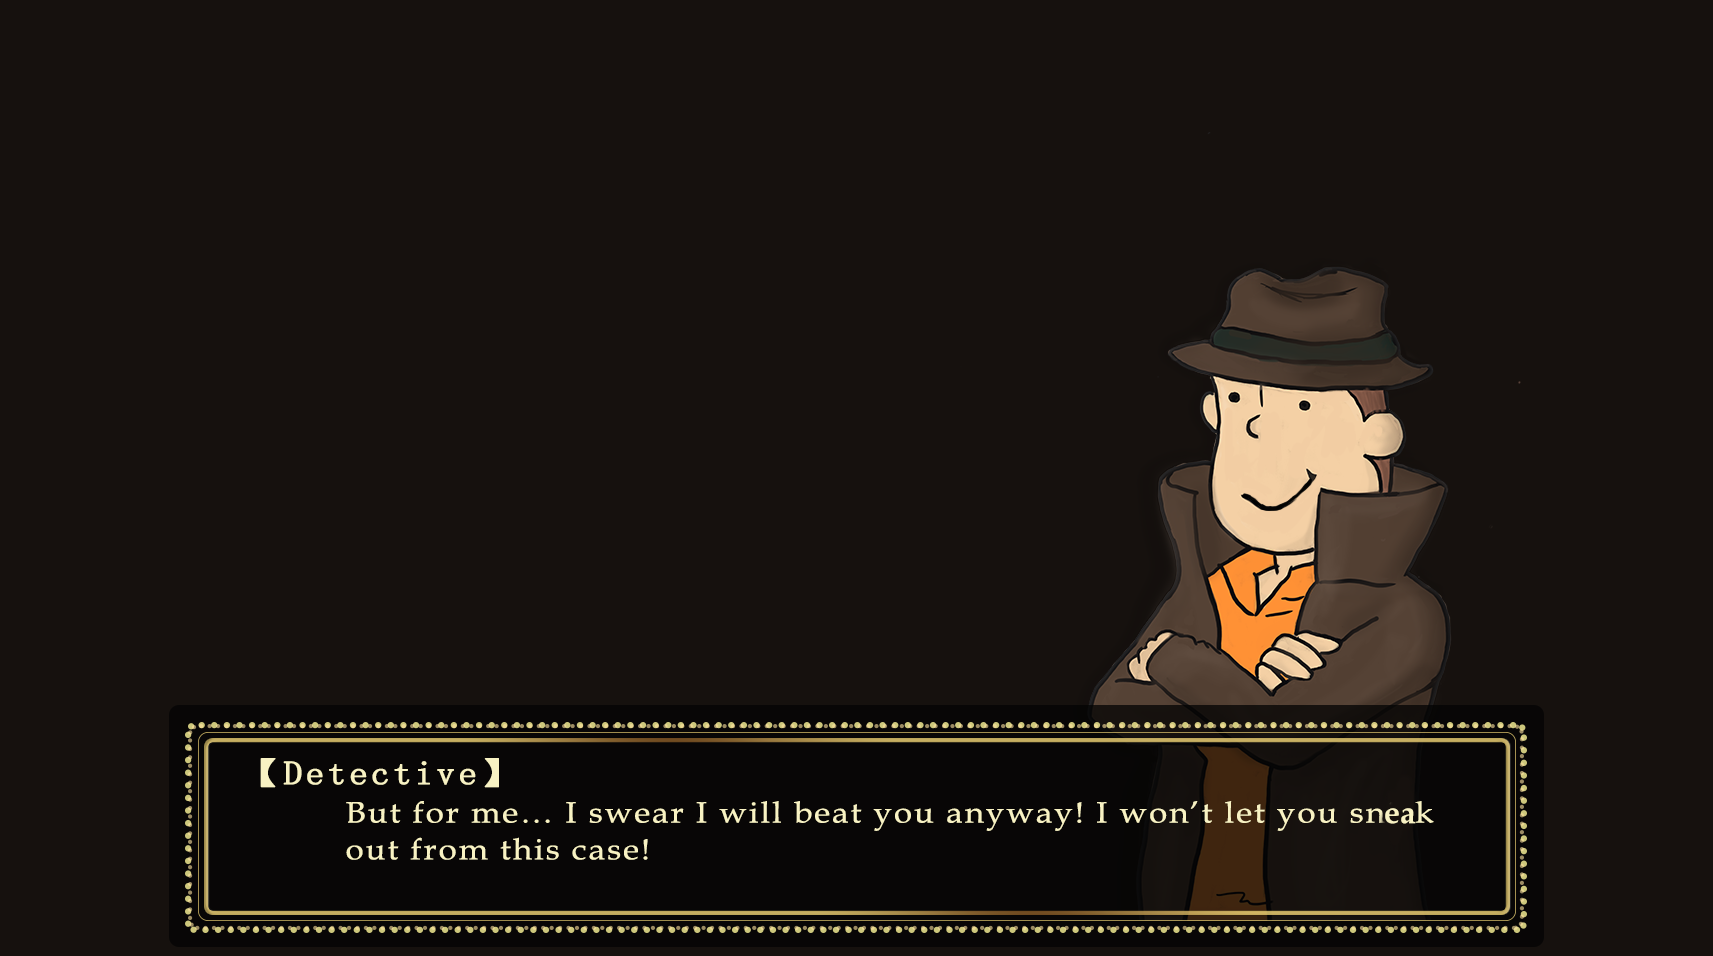 【Detective】
But for me... I swear I will beat you anyway! I won't let you sneak
out from this case!